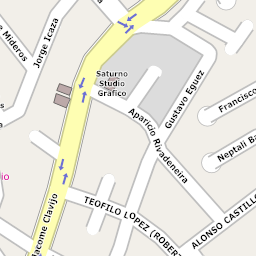 Mideros
Jorge Icaza
Saturno
Studio
Grafico
Francisco
Gustavo Eguez
Aparicio Rivadeneira
Neptali Ba
Jacome Clavijo
TEOFILO LOPEZ (ROBER
ALONSO CASTILL